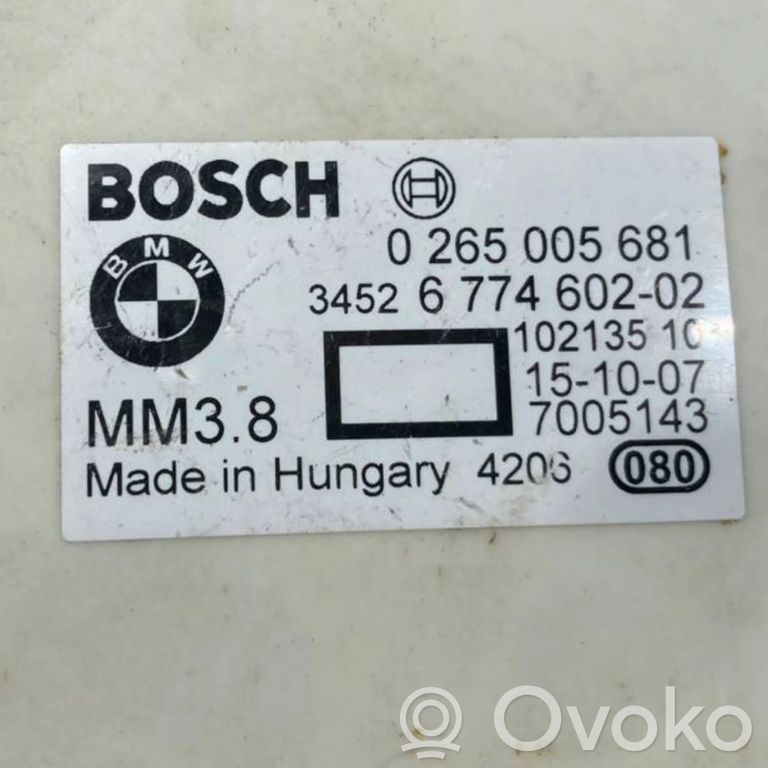 BOSCH
BMW
0 265 005 681
3452 6 774 602-02
102135 10
15-10-07
7005143
MM3.8
Made in Hungary 4206 080
Ovoko